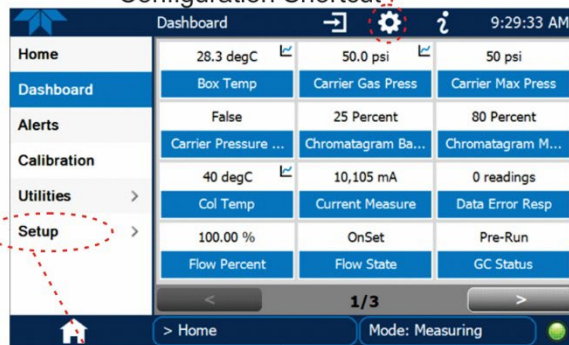 Configuration Shortcut
Dashboard
9:29:33 AM
Home
Dashboard
Alerts
Calibration
Utilities >
Setup >
28.3 degC
50.0 psi
50 psi
Box Temp
Carrier Gas Press
Carrier Max Press
False
25 Percent
80 Percent
Carrier Pressure ...
Chromatagram Ba...
Chromatagram M...
40 degC
10,105 mA
0 readings
Col Temp
Current Measure
Data Error Resp
100.00 %
OnSet
Pre-Run
Flow Percent
Flow State
GC Status
<
1/3
>
> Home
Mode: Measuring